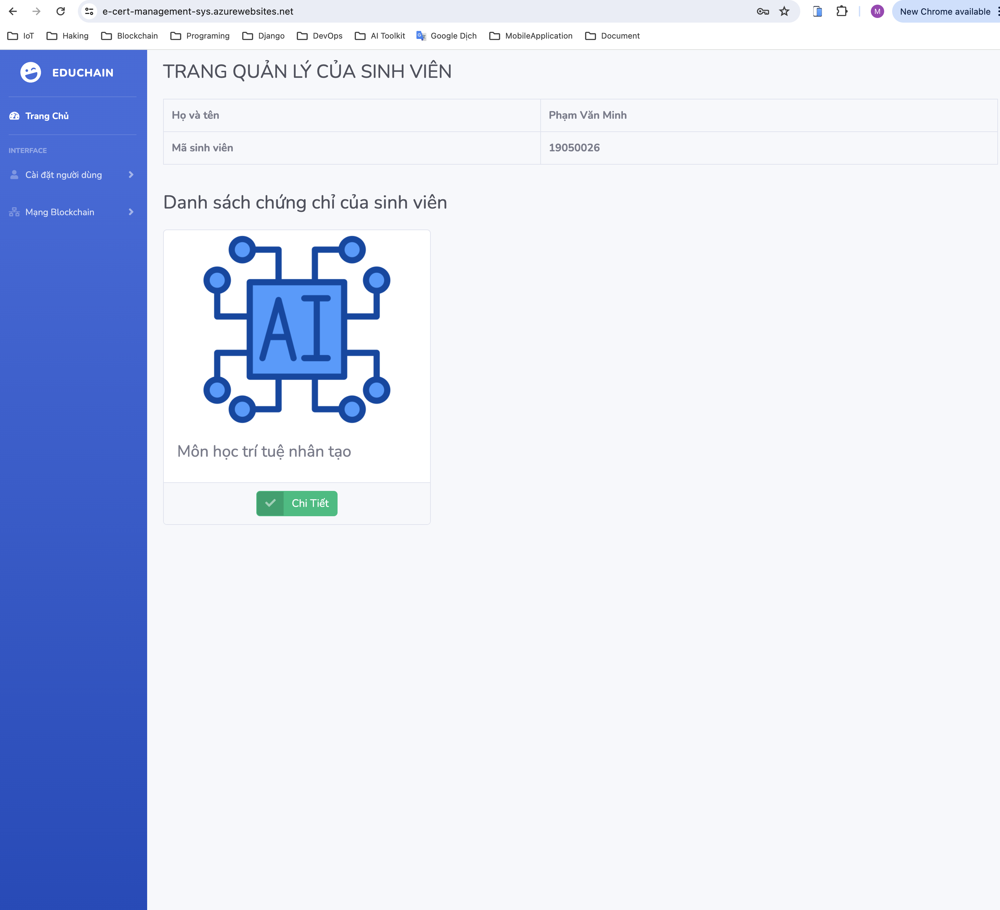 e-cert-management-sys.azurewebsites.net
M
New Chrome available
IoT
Haking
Blockchain
Programing
Django
DevOps
AI Toolkit
Google Dịch
MobileApplication
Document
EDUCHAIN
Trang Chủ
INTERFACE
Cài đặt người dùng
Mạng Blockchain
TRANG QUẢN LÝ CỦA SINH VIÊN
Họ và tên Phạm Văn Minh
Mã sinh viên 19050026
Danh sách chứng chỉ của sinh viên
AI
Môn học trí tuệ nhân tạo
Chi Tiết